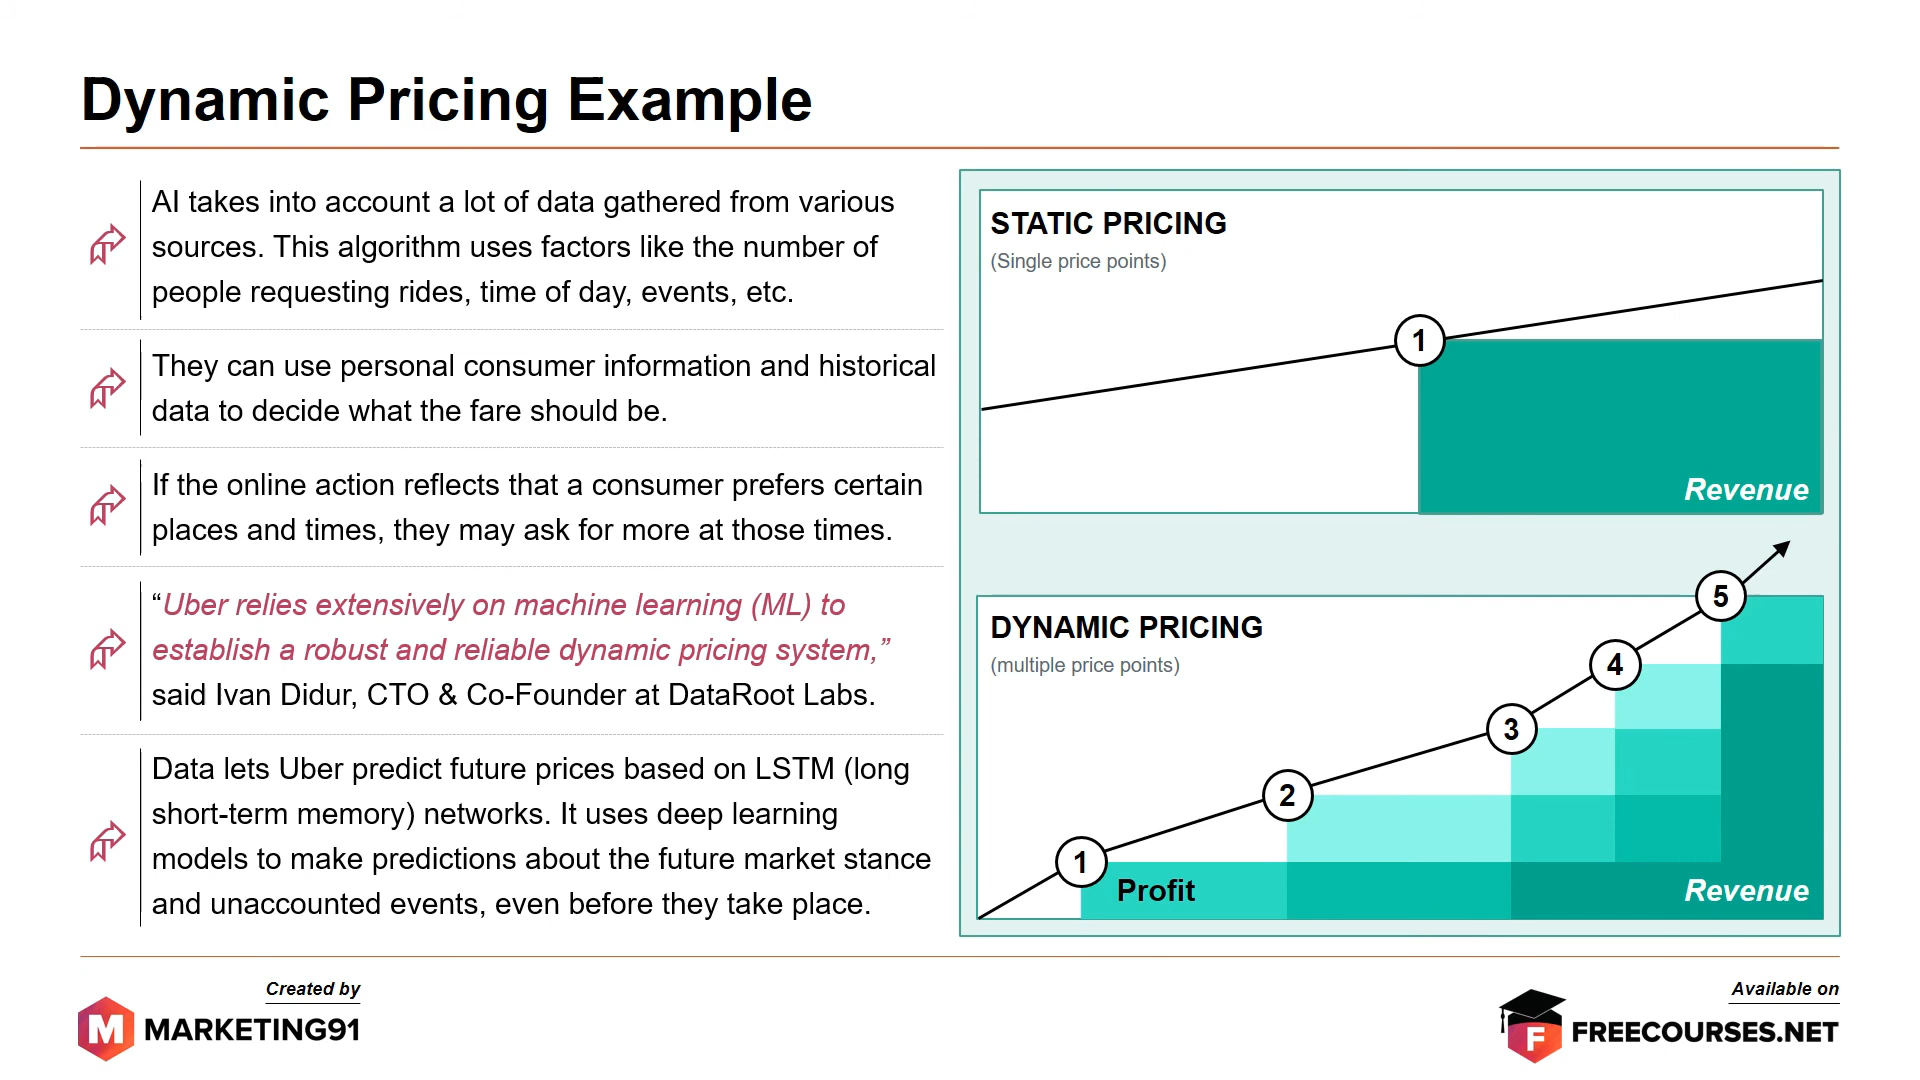 Dynamic Pricing Example
AI takes into account a lot of data gathered from various
sources. This algorithm uses factors like the number of
people requesting rides, time of day, events, etc.
They can use personal consumer information and historical
data to decide what the fare should be.
If the online action reflects that a consumer prefers certain
places and times, they may ask for more at those times.
“Uber relies extensively on machine learning (ML) to
establish a robust and reliable dynamic pricing system,”
said Ivan Didur, CTO & Co-Founder at DataRoot Labs.
Data lets Uber predict future prices based on LSTM (long
short-term memory) networks. It uses deep learning
models to make predictions about the future market stance
and unaccounted events, even before they take place.
STATIC PRICING
(Single price points)
1
Revenue
DYNAMIC PRICING
(multiple price points)
5
4
3
2
1
Profit
Revenue
Created by
M MARKETING91
Available on
F FREECOURSES.NET